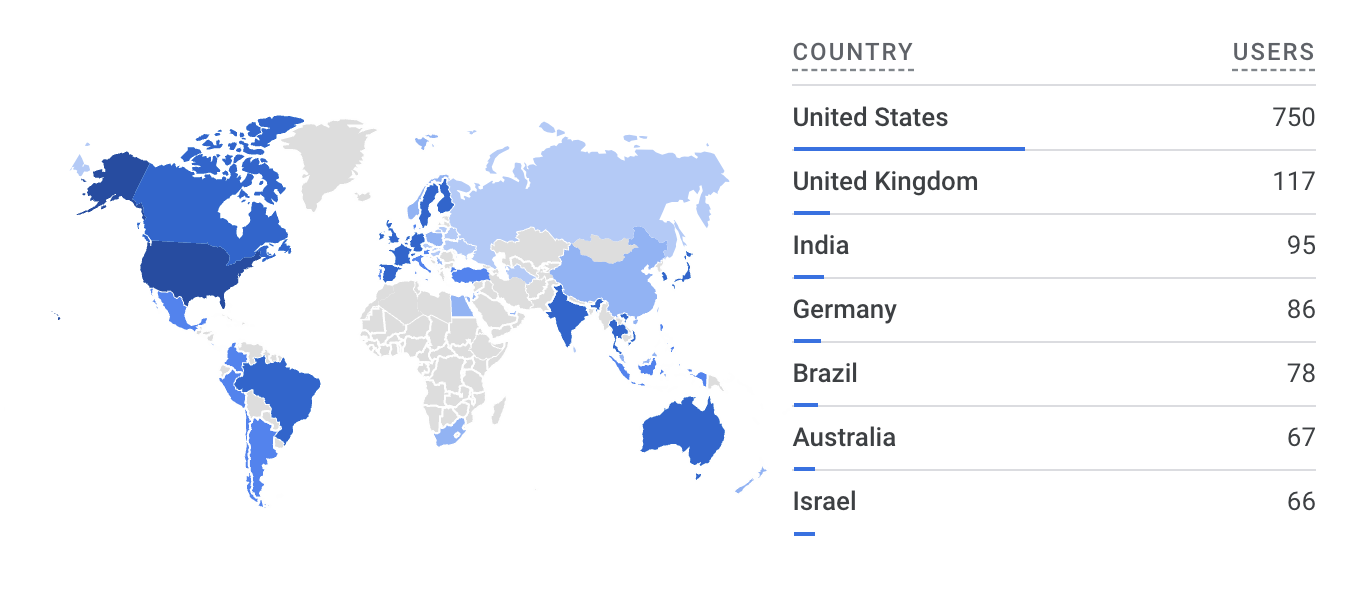 COUNTRY USERS
United States 750
United Kingdom 117
India 95
Germany 86
Brazil 78
Australia 67
Israel 66